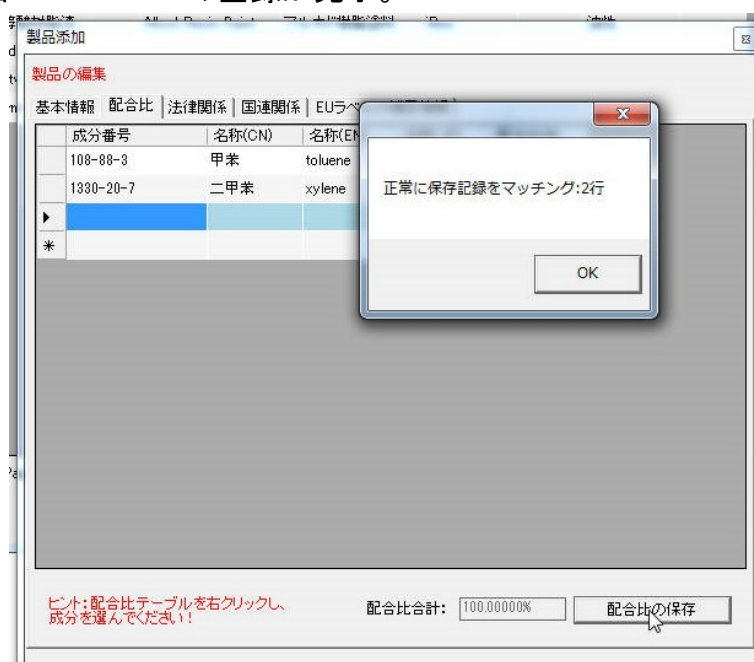 製品添加
製品の編集
基本情報 配合比 法律関係 国連関係
成分番号 名称(CN)
108-88-3 甲苯 toluene
1330-20-7 二甲苯 xylene
正常に保存記録をマッチング:2行
OK
ヒント:配合比テーブルを右クリックし、
成分を選んでください!
配合比合計: 100.00000% 配合比の保存